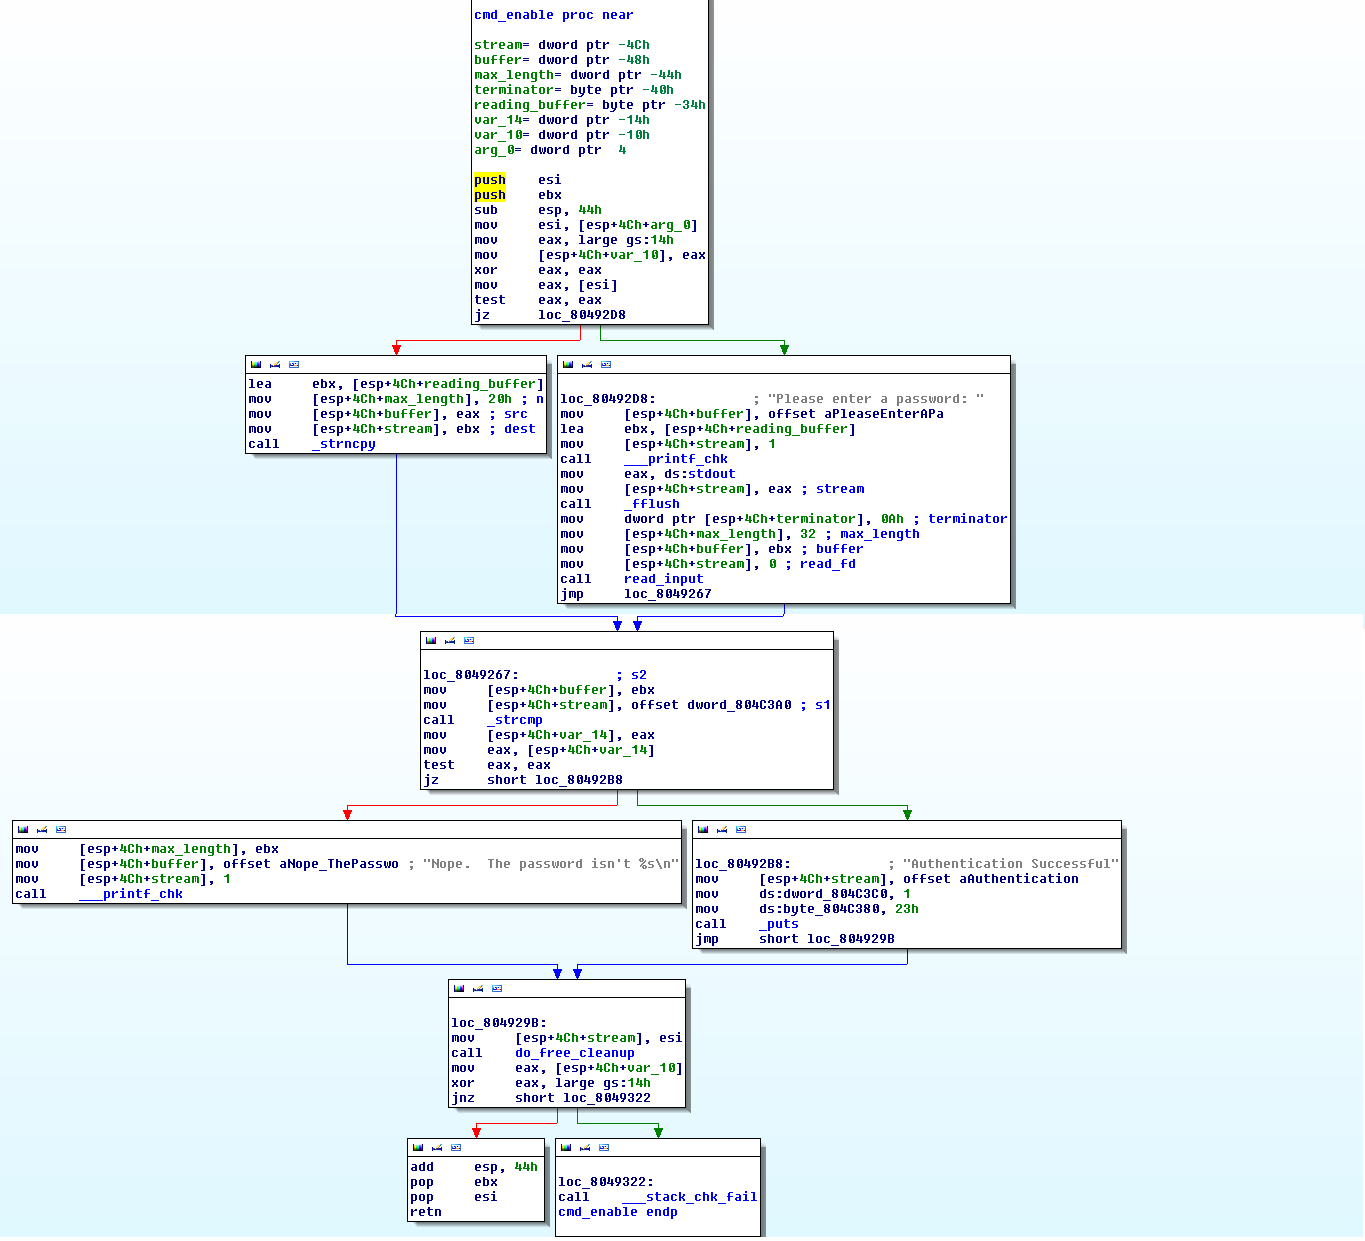 cmd_enable proc near
stream= dword ptr -4Ch
buffer= dword ptr -48h
max_length= dword ptr -44h
terminator= byte ptr -40h
reading_buffer= byte ptr -34h
var_14= dword ptr -14h
var_10= dword ptr -10h
arg_0= dword ptr  4
push    esi
push    ebx
sub     esp, 44h
mov     esi, [esp+4Ch+arg_0]
mov     eax, large gs:14h
mov     [esp+4Ch+var_10], eax
xor     eax, eax
mov     eax, [esi]
test    eax, eax
jz      loc_80492D8
lea     ebx, [esp+4Ch+reading_buffer]
mov     [esp+4Ch+max_length], 20h ; n
mov     [esp+4Ch+buffer], eax ; src
mov     [esp+4Ch+stream], ebx ; dest
call    _strncpy
loc_80492D8:            ; "Please enter a password: "
mov     [esp+4Ch+buffer], offset aPleaseEnterAPa
lea     ebx, [esp+4Ch+reading_buffer]
mov     [esp+4Ch+stream], 1
call    ___printf_chk
mov     eax, ds:stdout
mov     [esp+4Ch+stream], eax ; stream
call    _fflush
mov     dword ptr [esp+4Ch+terminator], 0Ah ; terminator
mov     [esp+4Ch+max_length], 32 ; max_length
mov     [esp+4Ch+buffer], ebx ; buffer
mov     [esp+4Ch+stream], 0 ; read_fd
call    read_input
jmp     loc_8049267
loc_8049267:            ; s2
mov     [esp+4Ch+buffer], ebx
mov     [esp+4Ch+stream], offset dword_804C3A0 ; s1
call    _strcmp
mov     [esp+4Ch+var_14], eax
mov     eax, [esp+4Ch+var_14]
test    eax, eax
jz      short loc_80492B8
mov     [esp+4Ch+max_length], ebx
mov     [esp+4Ch+buffer], offset aNope_ThePasswo ; "Nope.  The password isn't %s\n"
mov     [esp+4Ch+stream], 1
call    ___printf_chk
loc_80492B8:            ; "Authentication Successful"
mov     [esp+4Ch+stream], offset aAuthentication
mov     ds:dword_804C3C0, 1
mov     ds:byte_804C380, 23h
call    _puts
jmp     short loc_804929B
loc_804929B:
mov     [esp+4Ch+stream], esi
call    do_free_cleanup
mov     eax, [esp+4Ch+var_10]
xor     eax, large gs:14h
jnz     short loc_8049322
add     esp, 44h
pop     ebx
pop     esi
retn
loc_8049322:
call    ___stack_chk_fail
cmd_enable endp